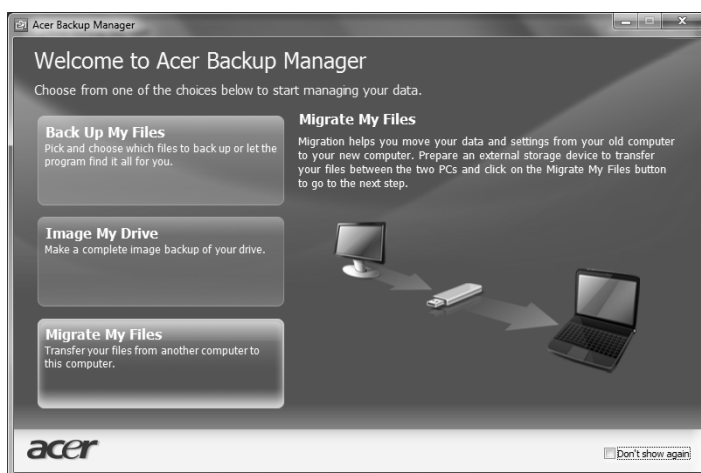 Acer Backup Manager
Welcome to Acer Backup Manager
Choose from one of the choices below to start managing your data.
Back Up My Files
Pick and choose which files to back up or let the
program find it all for you.
Image My Drive
Make a complete image backup of your drive.
Migrate My Files
Transfer your files from another computer to
this computer.
Migrate My Files
Migration helps you move your data and settings from your old computer
to your new computer. Prepare an external storage device to transfer
your files between the two PCs and click on the Migrate My Files button
to go to the next step.
acer
Don't show again